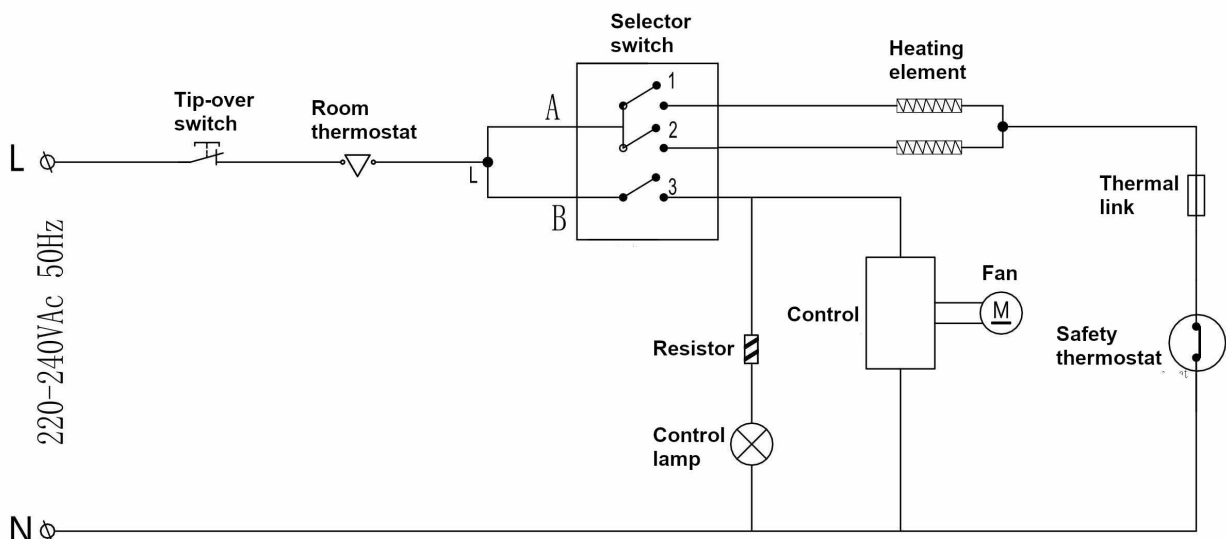 Selector
switch
Heating
element
Tip-over
switch
Room
thermostat
A
1
2
L
L
3
B
Thermal
link
220-240VAc 50Hz
Fan
M
Control
Safety
thermostat
Resistor
Control
lamp
N